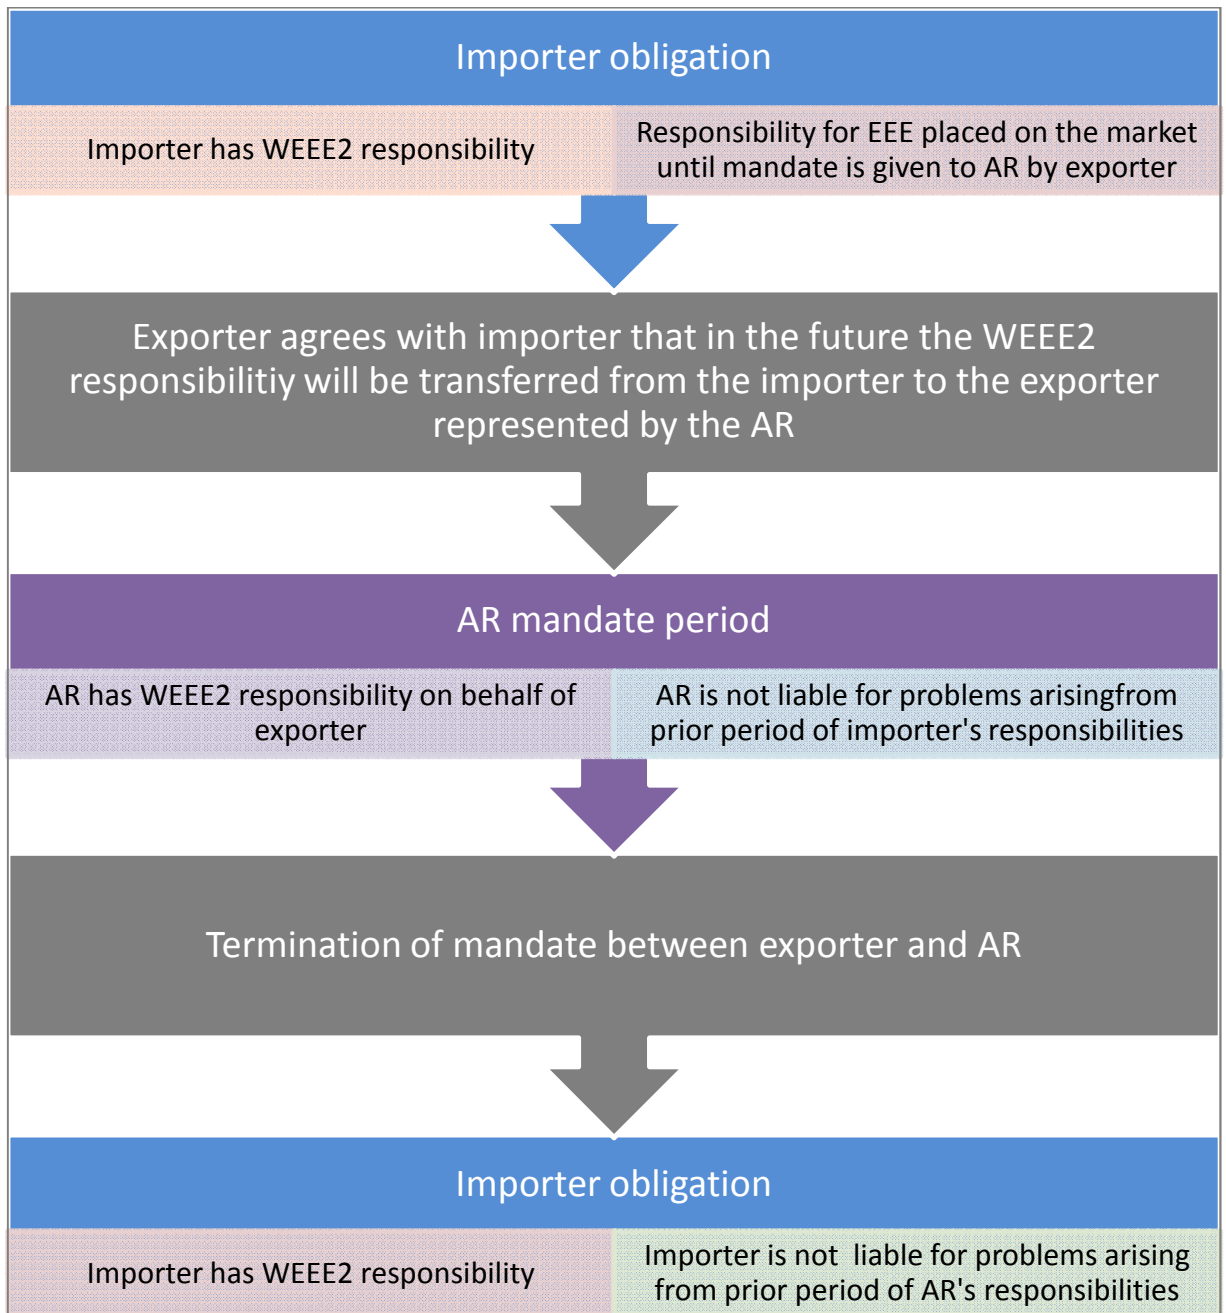 Importer obligation
Importer has WEEE2 responsibility
Responsibility for EEE placed on the market
until mandate is given to AR by exporter
Exporter agrees with importer that in the future the WEEE2
responsibilitiy will be transferred from the importer to the exporter
represented by the AR
AR mandate period
AR has WEEE2 responsibility on behalf of
exporter
AR is not liable for problems arisingfrom
prior period of importer's responsibilities
Termination of mandate between exporter and AR
Importer obligation
Importer has WEEE2 responsibility
Importer is not  liable for problems arising
from prior period of AR's responsibilities